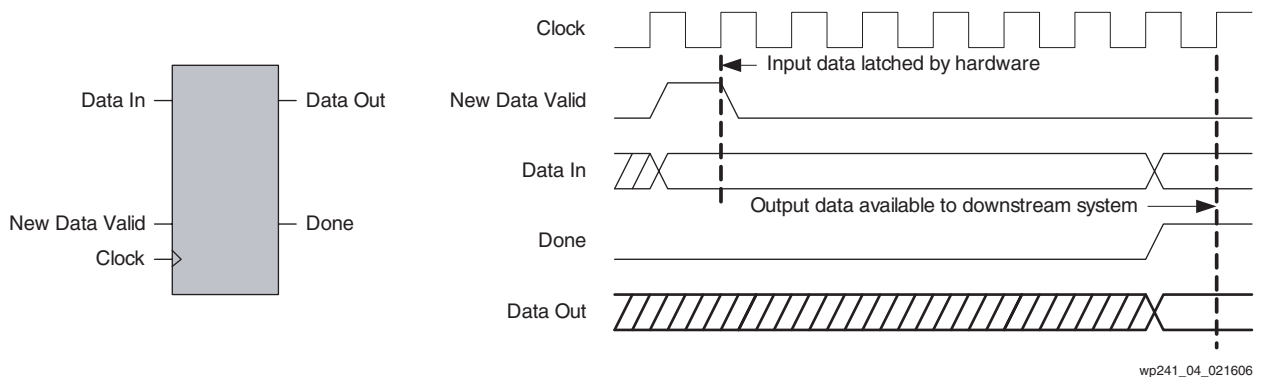 Data In
New Data Valid
Clock
Data Out
Done
Clock
Input data latched by hardware
New Data Valid
Data In
Output data available to downstream system
Done
Data Out
wp241_04_021606